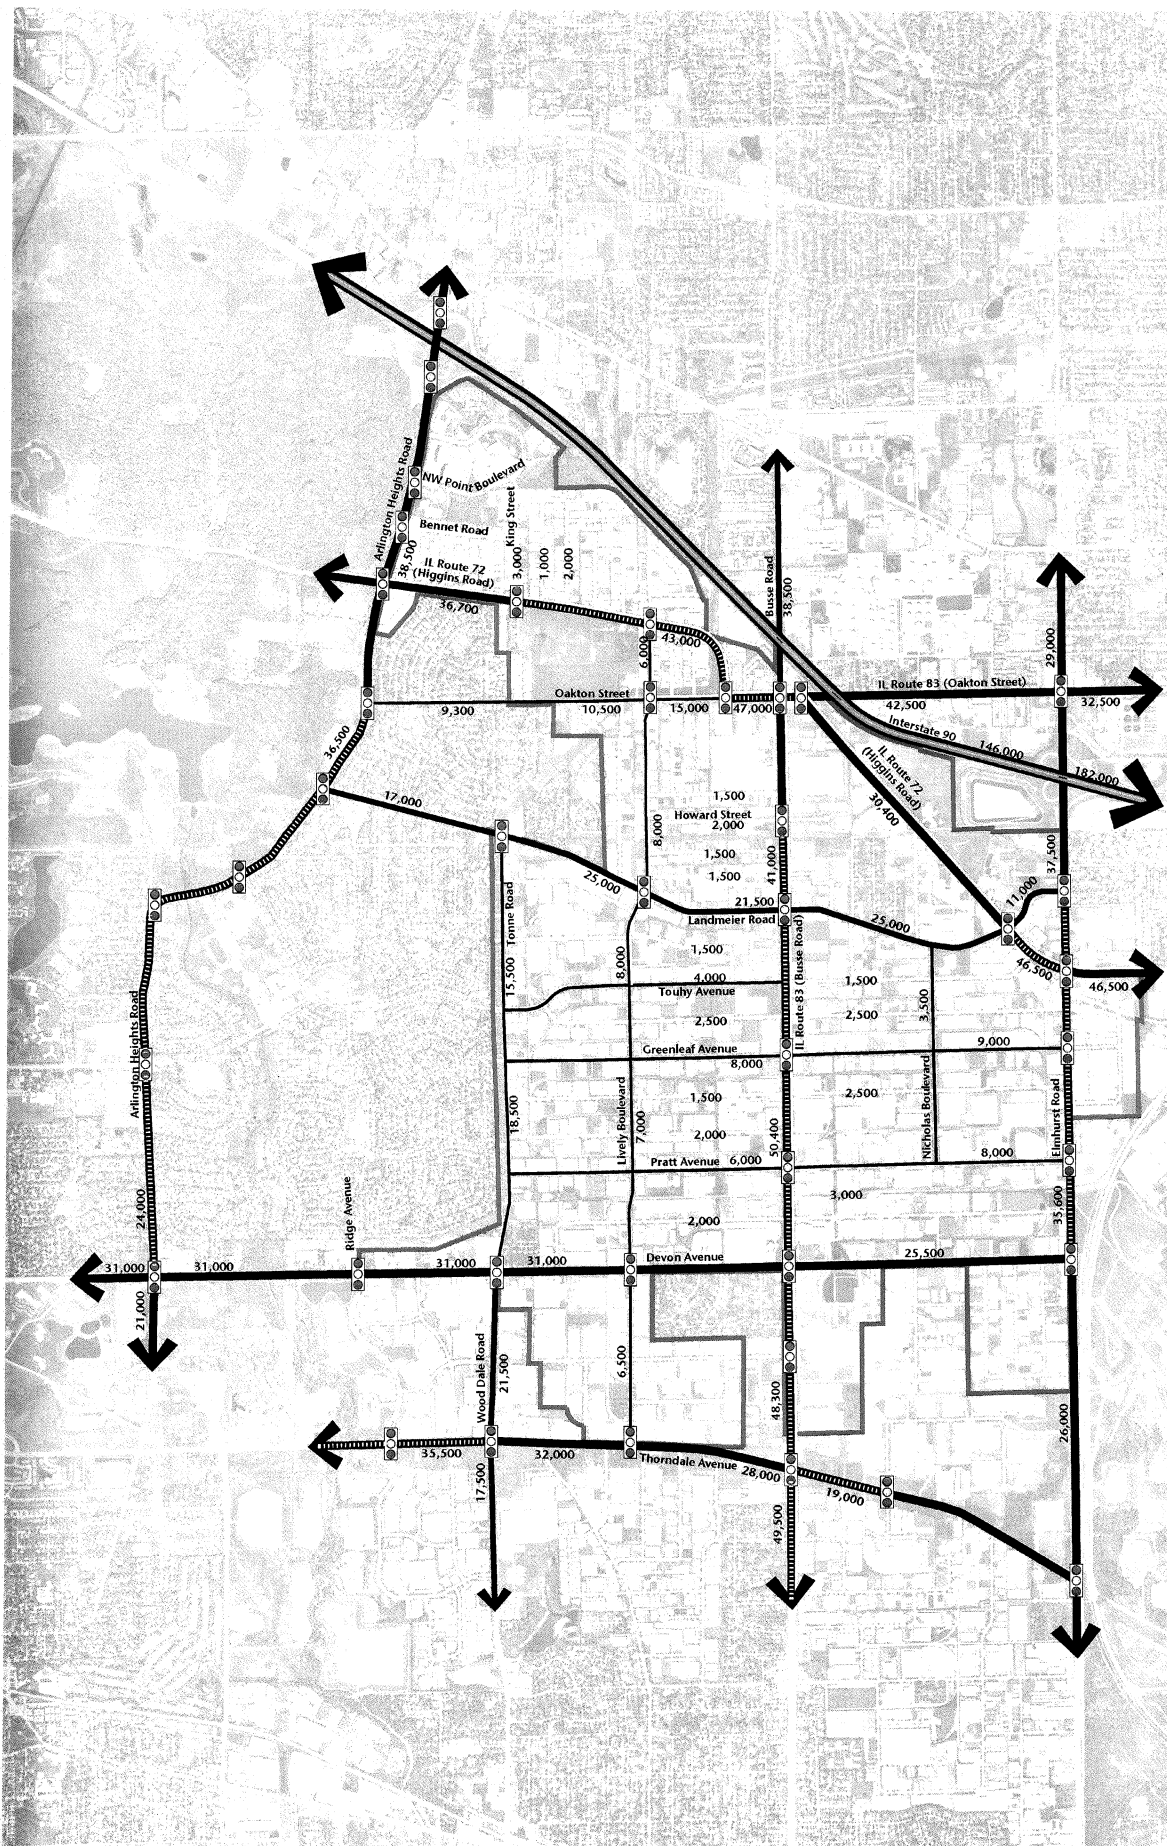 Arlington Heights Road
NW Point Boulevard
Bennet Road
King Street
38,500
IL Route 72
(Higgins Road)
36,700
3,000
1,000
2,000
Busse Road
38,500
6,000
43,000
29,000
IL Route 83 (Oakton Street)
42,500
32,500
Oakton Street
9,300
10,500
15,000
47,000
Interstate 90
146,000
182,000
36,500
IL Route 72
(Higgins Road)
30,400
17,000
1,500
Howard Street
2,000
8,000
1,500
1,500
41,000
37,500
25,000
11,000
21,500
Landmeier Road
25,000
Tonne Road
15,500
8,000
1,500
IL Route 83 (Busse Road)
46,500
46,500
4,000
Touhy Avenue
1,500
2,500
2,500
3,500
Arlington Heights Road
Greenleaf Avenue
8,000
9,000
18,500
Lively Boulevard
7,000
1,500
2,500
2,000
50,400
Nicholas Boulevard
Elmhurst Road
Pratt Avenue
6,000
8,000
24,000
Ridge Avenue
3,000
2,000
35,600
31,000
31,000
31,000
31,000
Devon Avenue
25,500
21,000
Wood Dale Road
21,500
6,500
48,300
26,000
35,500
32,000
Thorndale Avenue
28,000
17,500
19,000
49,500